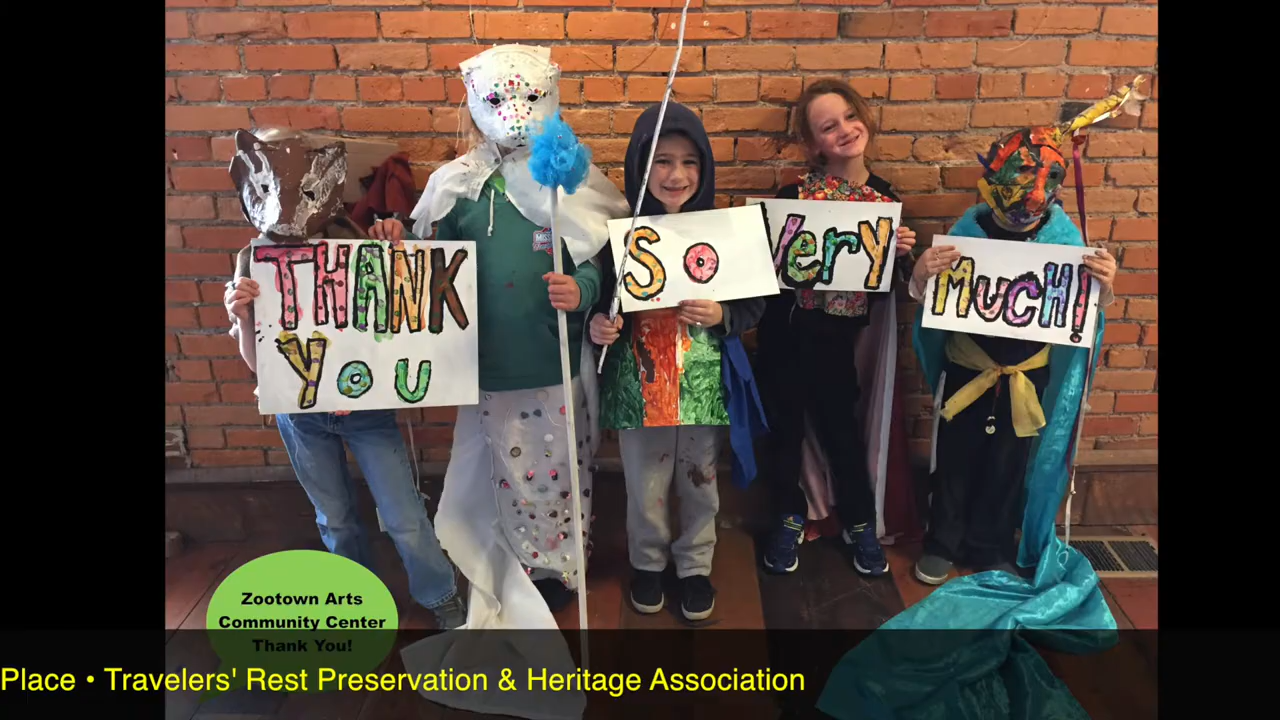 THANK
You
So
Very
MucH!
Zootown Arts
Community Center
Thank You!
Place • Travelers' Rest Preservation & Heritage Association